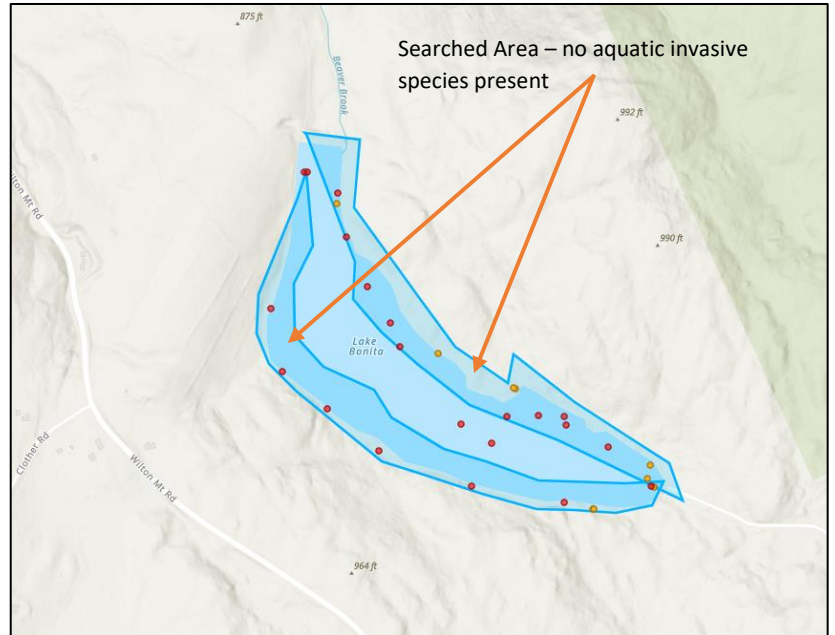 875 ft
Beaver Brook
Searched Area – no aquatic invasive
species present
992 ft
990 ft
Wilton Mt Rd
Lake
Bonita
Clother Rd
Wilton Mt Rd
964 ft